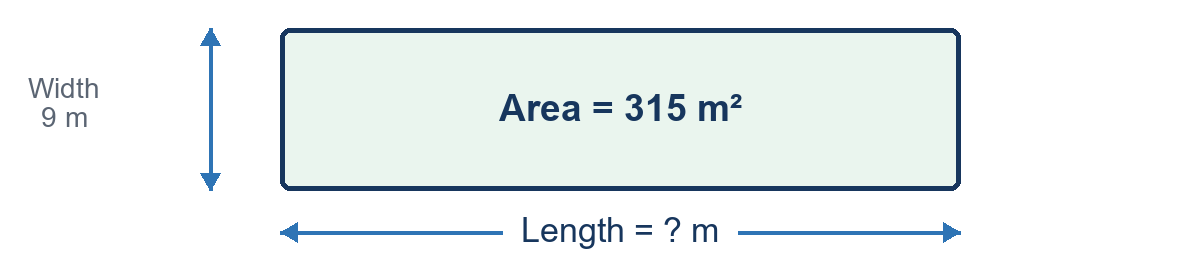 Width
9 m
Area = 315 m²
Length = ? m